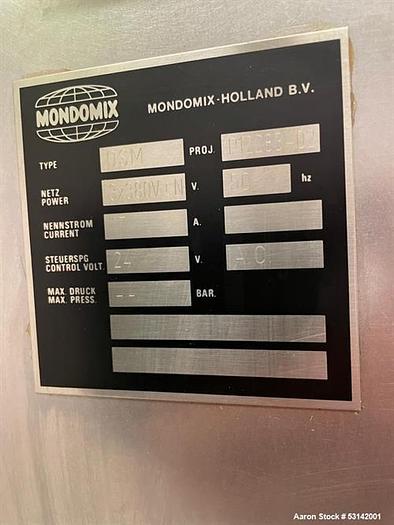 MONDOMIX
MONDOMIX-HOLLAND B.V.
TYPE PROJ.
NETZ POWER 3x380V+N V. hz
NENNSTROM CURRENT A.
STEUERSPG CONTROL VOLT. 24 V.
MAX. DRUCK MAX. PRESS. -- BAR.
Aaron Stock # 53142001